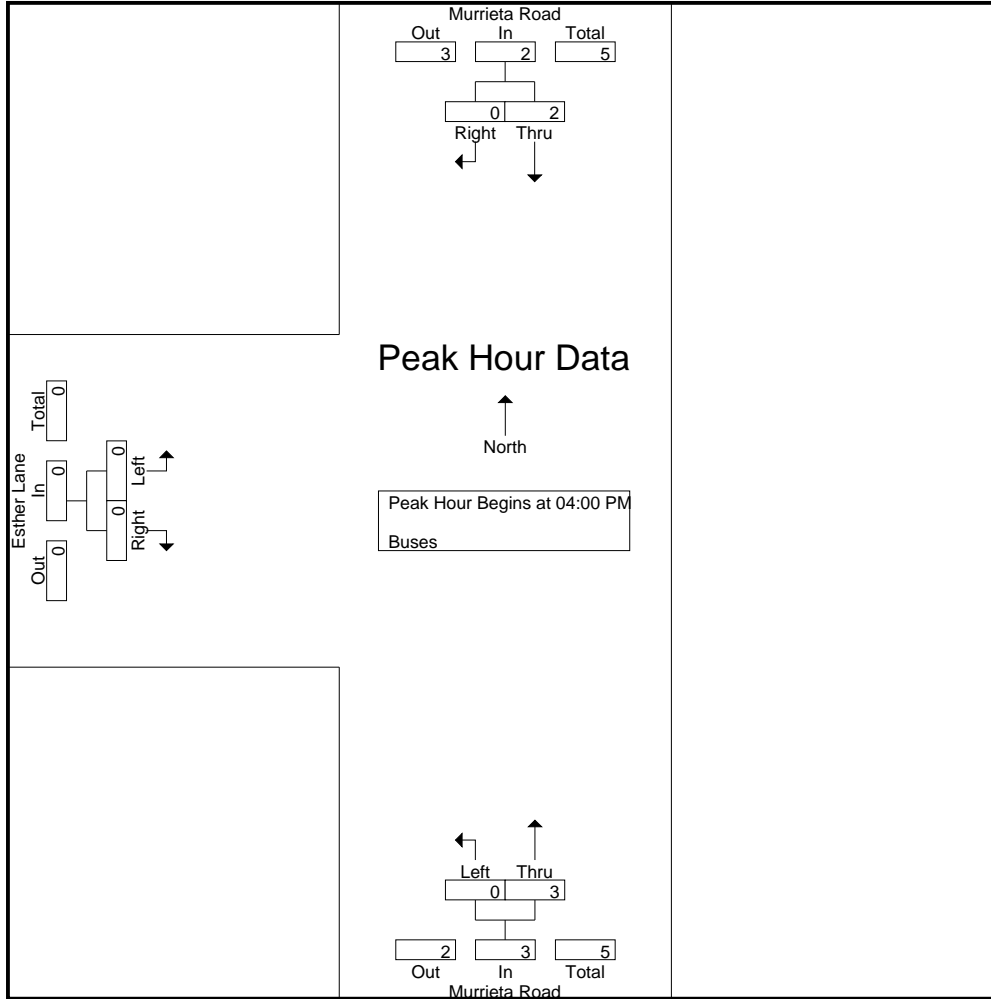 Murrieta Road
Out In Total
3 2 5
0 2
Right Thru
Peak Hour Data
North
Peak Hour Begins at 04:00 PM
Buses
Esther Lane
Out In Total
0 0 0
Left Right
0 0
Left Thru
0 3
2 3 5
Out In Total
Murrieta Road